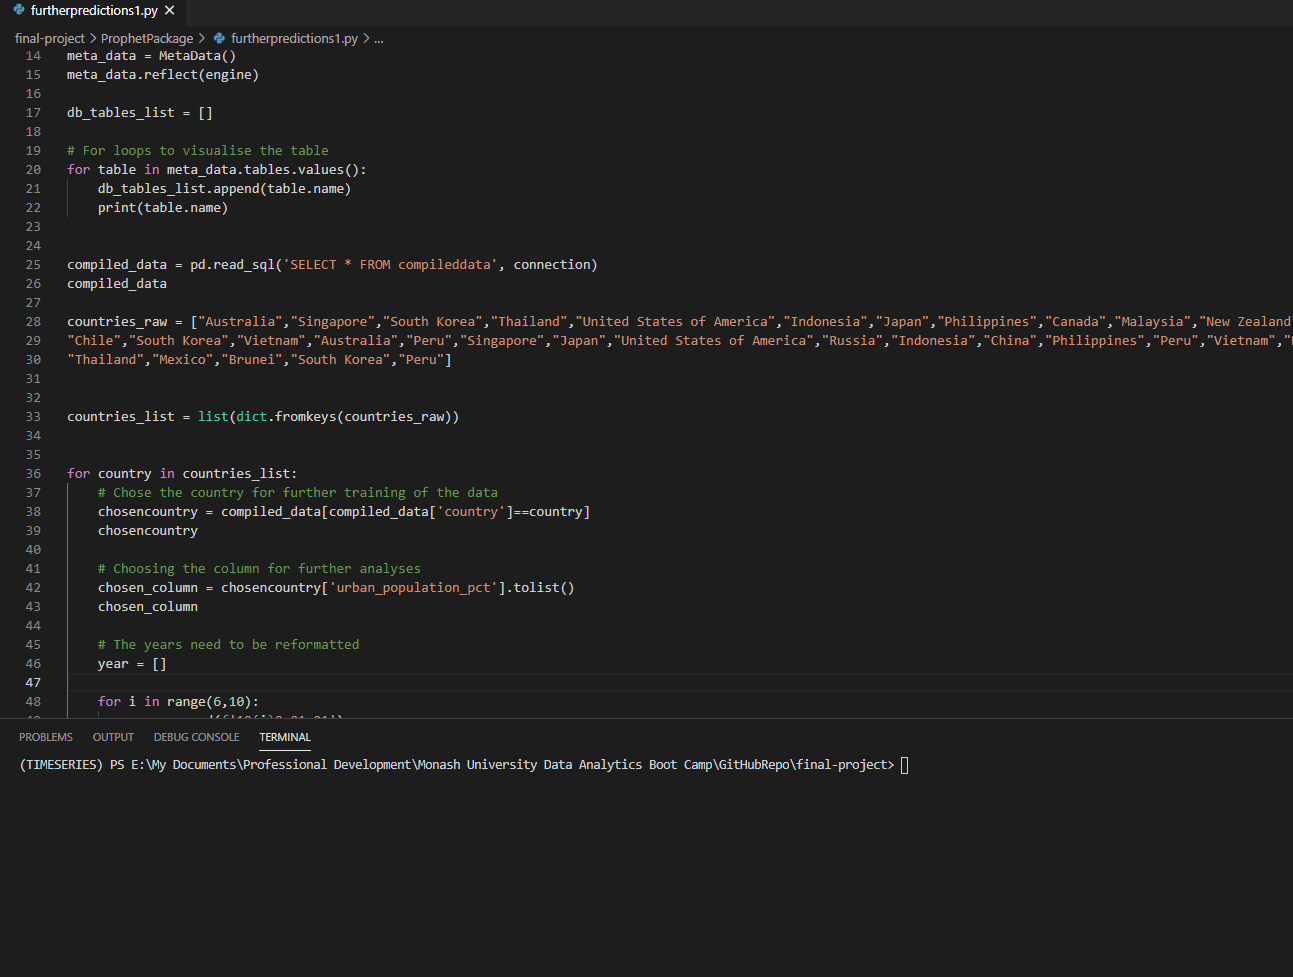 furtherpredictions1.py
final-project > ProphetPackage > furtherpredictions1.py > ...
14 meta_data = MetaData()
15 meta_data.reflect(engine)
16
17 db_tables_list = []
18
19 # For loops to visualise the table
20 for table in meta_data.tables.values():
21 db_tables_list.append(table.name)
22 print(table.name)
23
24
25 compiled_data = pd.read_sql('SELECT * FROM compileddata', connection)
26 compiled_data
27
28 countries_raw = ["Australia","Singapore","South Korea","Thailand","United States of America","Indonesia","Japan","Philippines","Canada","Malaysia","New Zealand"
29 "Chile","South Korea","Vietnam","Australia","Peru","Singapore","Japan","United States of America","Russia","Indonesia","China","Philippines","Peru","Vietnam","
30 "Thailand","Mexico","Brunei","South Korea","Peru"]
31
32
33 countries_list = list(dict.fromkeys(countries_raw))
34
35
36 for country in countries_list:
37 # Chose the country for further training of the data
38 chosencountry = compiled_data[compiled_data['country']==country]
39 chosencountry
40
41 # Choosing the column for further analyses
42 chosen_column = chosencountry['urban_population_pct'].tolist()
43 chosen_column
44
45 # The years need to be reformatted
46 year = []
47
48 for i in range(6,10):
PROBLEMS OUTPUT DEBUG CONSOLE TERMINAL
(TIMESERIES) PS E:\My Documents\Professional Development\Monash University Data Analytics Boot Camp\GitHubRepo\final-project>